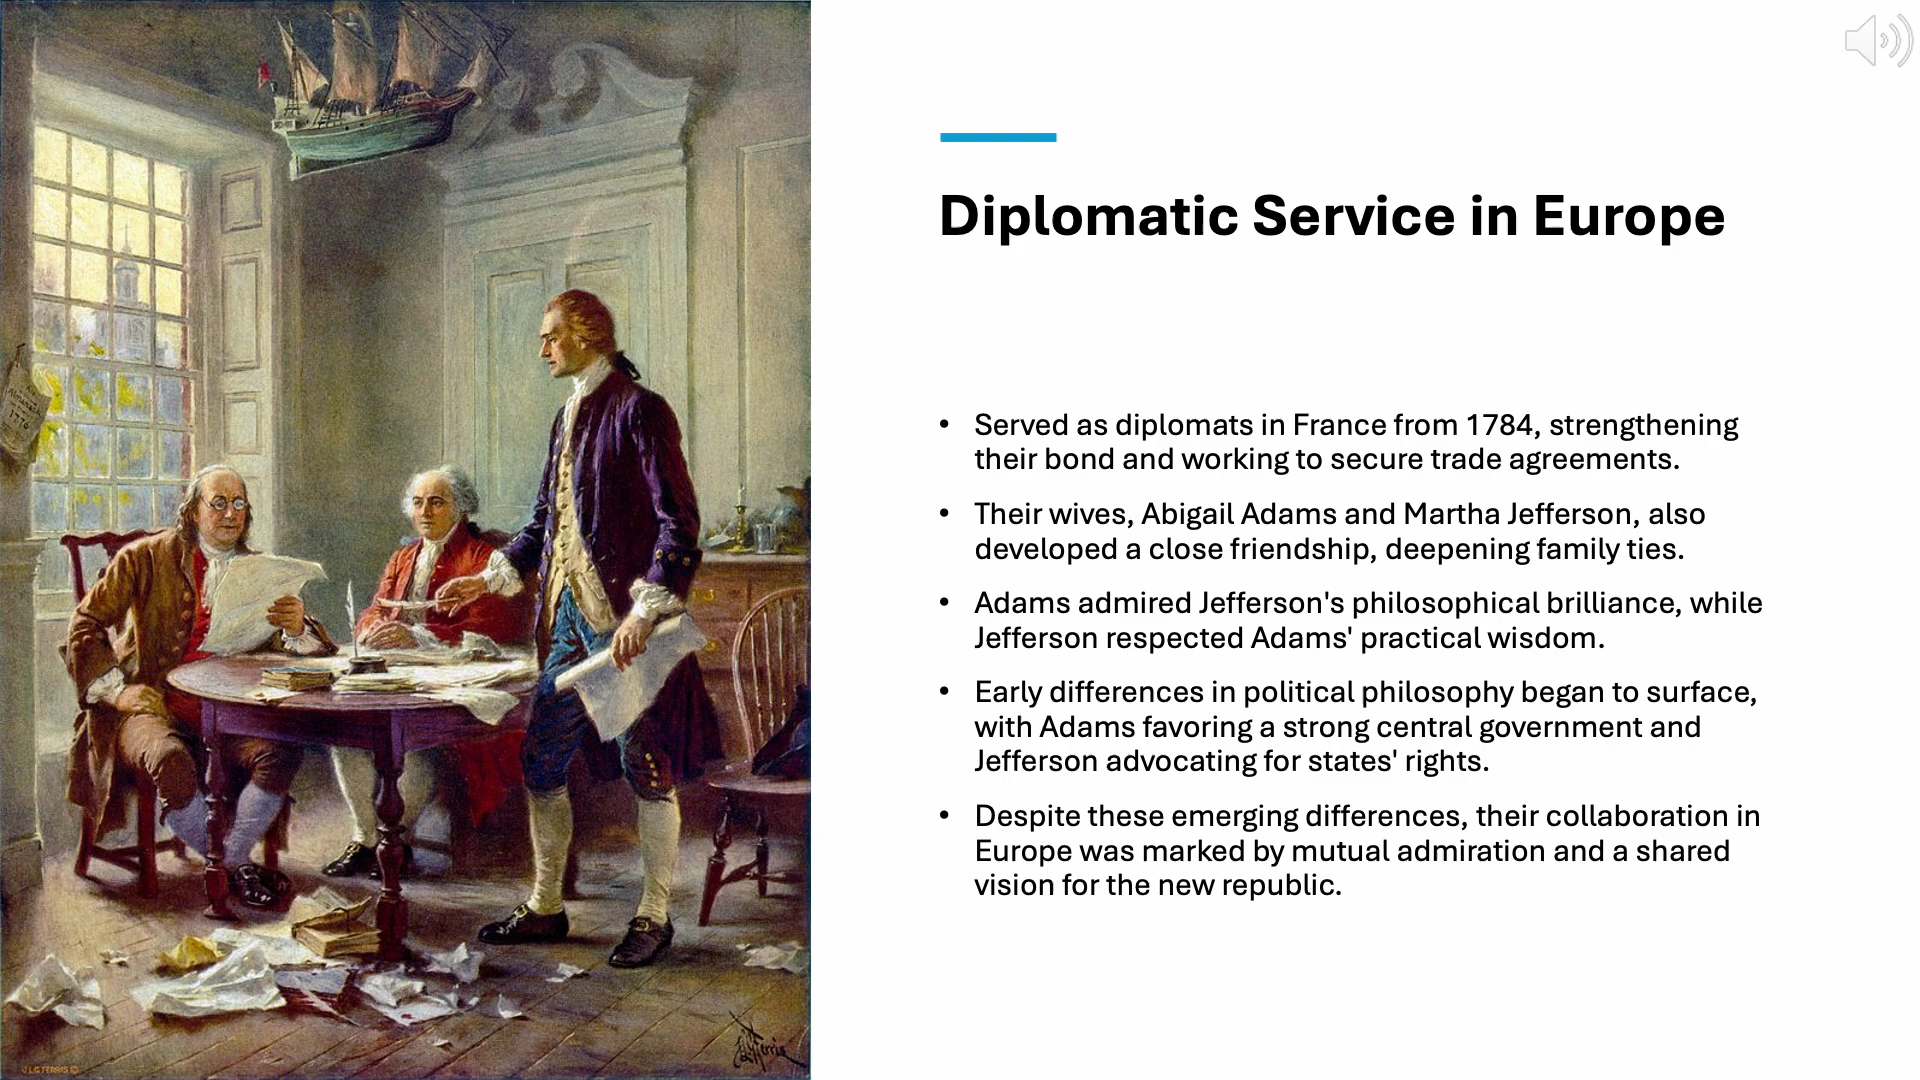 Diplomatic Service in Europe
• Served as diplomats in France from 1784, strengthening
their bond and working to secure trade agreements.
• Their wives, Abigail Adams and Martha Jefferson, also
developed a close friendship, deepening family ties.
• Adams admired Jefferson's philosophical brilliance, while
Jefferson respected Adams' practical wisdom.
• Early differences in political philosophy began to surface,
with Adams favoring a strong central government and
Jefferson advocating for states' rights.
• Despite these emerging differences, their collaboration in
Europe was marked by mutual admiration and a shared
vision for the new republic.
Almanack
1776
Ferris
J L G FERRIS ©